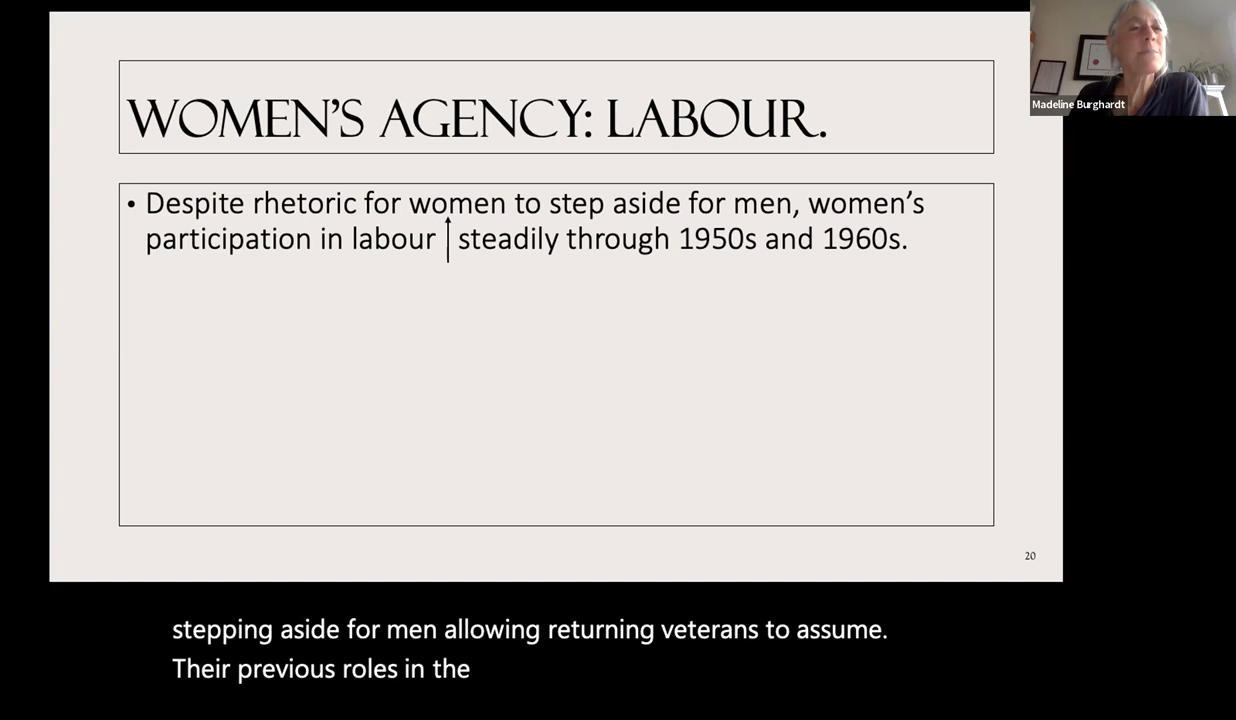 WOMEN'S AGENCY: LABOUR.
Madeline Burghardt
• Despite rhetoric for women to step aside for men, women's
participation in labour ↑ steadily through 1950s and 1960s.
20
stepping aside for men allowing returning veterans to assume.
Their previous roles in the